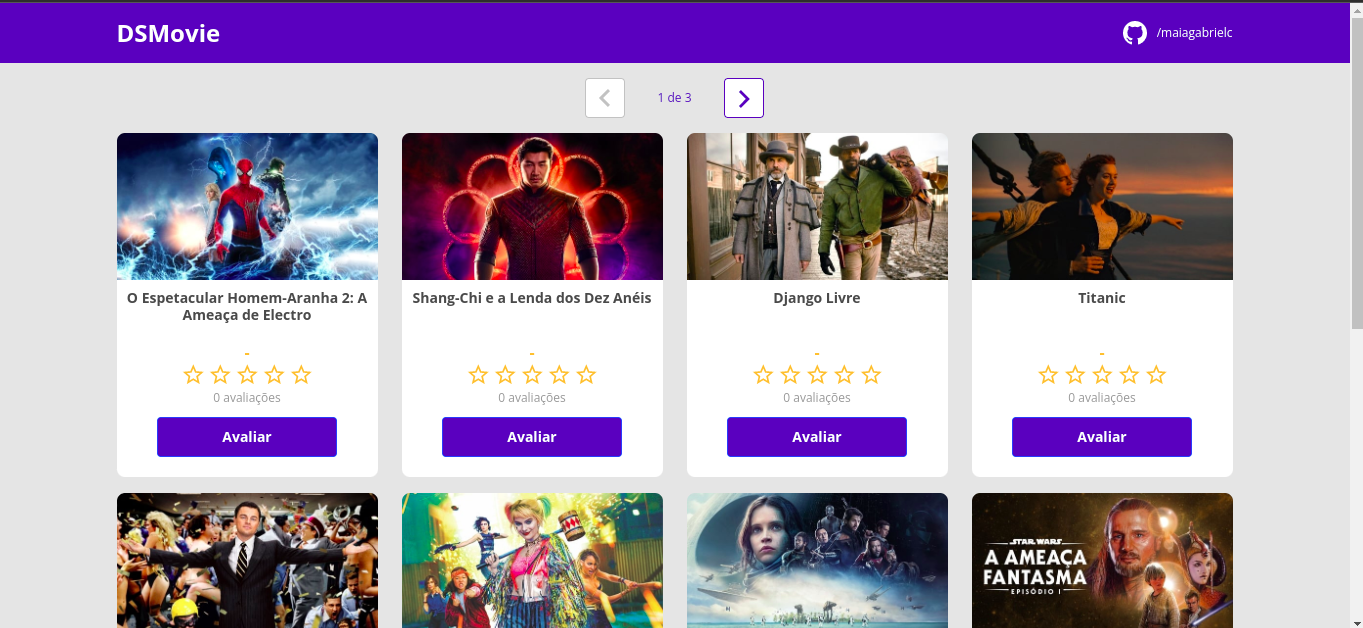 DSMovie
/maiagabrielc
1 de 3
O Espetacular Homem-Aranha 2: A
Ameaça de Electro
-
0 avaliações
Avaliar
Shang-Chi e a Lenda dos Dez Anéis
-
0 avaliações
Avaliar
Django Livre
-
0 avaliações
Avaliar
Titanic
-
0 avaliações
Avaliar
STAR WARS
A AMEAÇA
FANTASMA
EPISÓDIO I